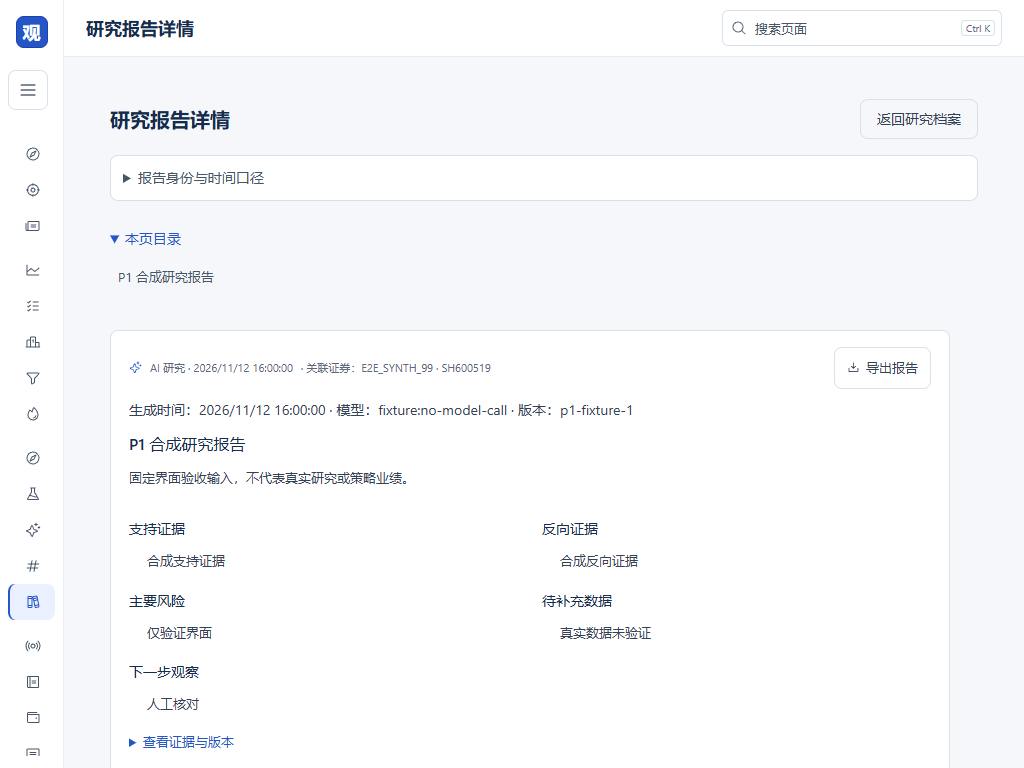 观
研究报告详情
搜索页面
Ctrl K
研究报告详情
返回研究档案
▶ 报告身份与时间口径
▼ 本页目录
P1 合成研究报告
AI 研究 · 2026/11/12 16:00:00 · 关联证券：E2E_SYNTH_99 · SH600519
导出报告
生成时间：2026/11/12 16:00:00 · 模型：fixture:no-model-call · 版本：p1-fixture-1
P1 合成研究报告
固定界面验收输入，不代表真实研究或策略业绩。
支持证据
合成支持证据
反向证据
合成反向证据
主要风险
仅验证界面
待补充数据
真实数据未验证
下一步观察
人工核对
▶ 查看证据与版本